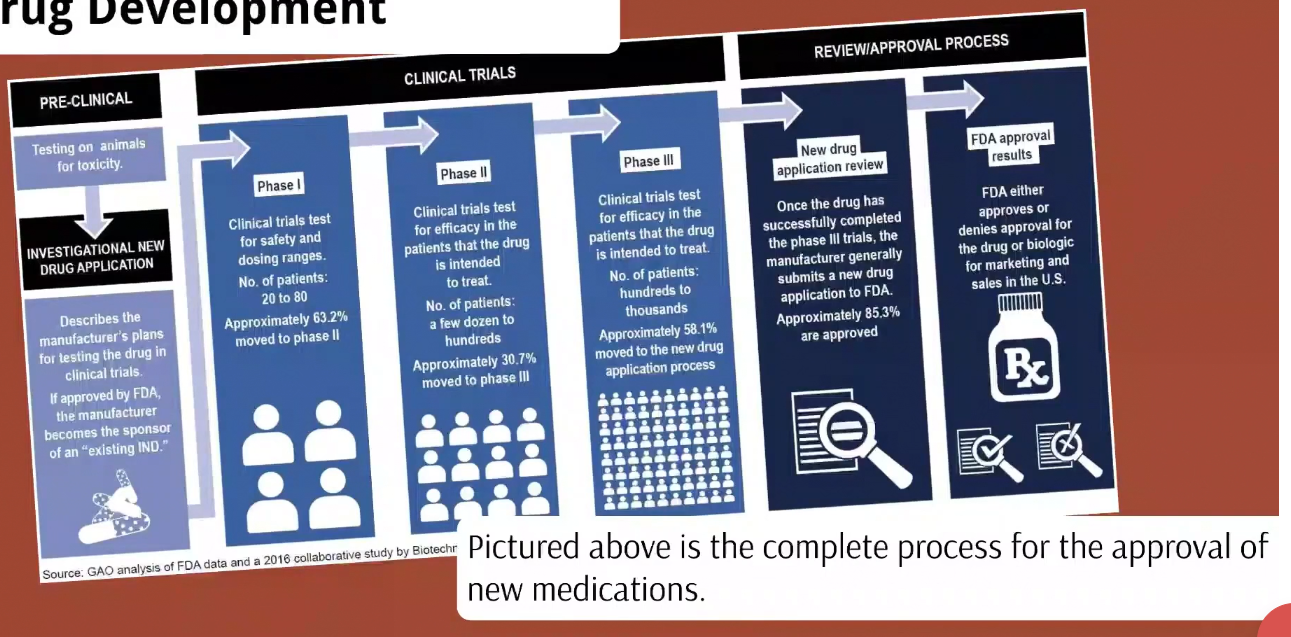 rug Development
PRE-CLINICAL
Testing on animals
for toxicity.
INVESTIGATIONAL NEW
DRUG APPLICATION
Describes the
manufacturer's plans
for testing the drug in
clinical trials.
If approved by FDA,
the manufacturer
becomes the sponsor
of an "existing IND."
CLINICAL TRIALS
Phase I
Clinical trials test
for safety and
dosing ranges.
No. of patients:
20 to 80
Approximately 63.2%
moved to phase II
Phase II
Clinical trials test
for efficacy in the
patients that the drug
is intended
to treat.
No. of patients:
a few dozen to
hundreds
Approximately 30.7%
moved to phase III
Phase III
Clinical trials test
for efficacy in the
patients that the drug
is intended to treat.
No. of patients:
hundreds to
thousands
Approximately 58.1%
moved to the new drug
application process
REVIEW/APPROVAL PROCESS
New drug
application review
Once the drug has
successfully completed
the phase III trials, the
manufacturer generally
submits a new drug
application to FDA.
Approximately 85.3%
are approved
FDA approval
results
FDA either
approves or
denies approval for
the drug or biologic
for marketing and
sales in the U.S.
Rx
Source: GAO analysis of FDA data and a 2016 collaborative study by Biotechn
Pictured above is the complete process for the approval of
new medications.